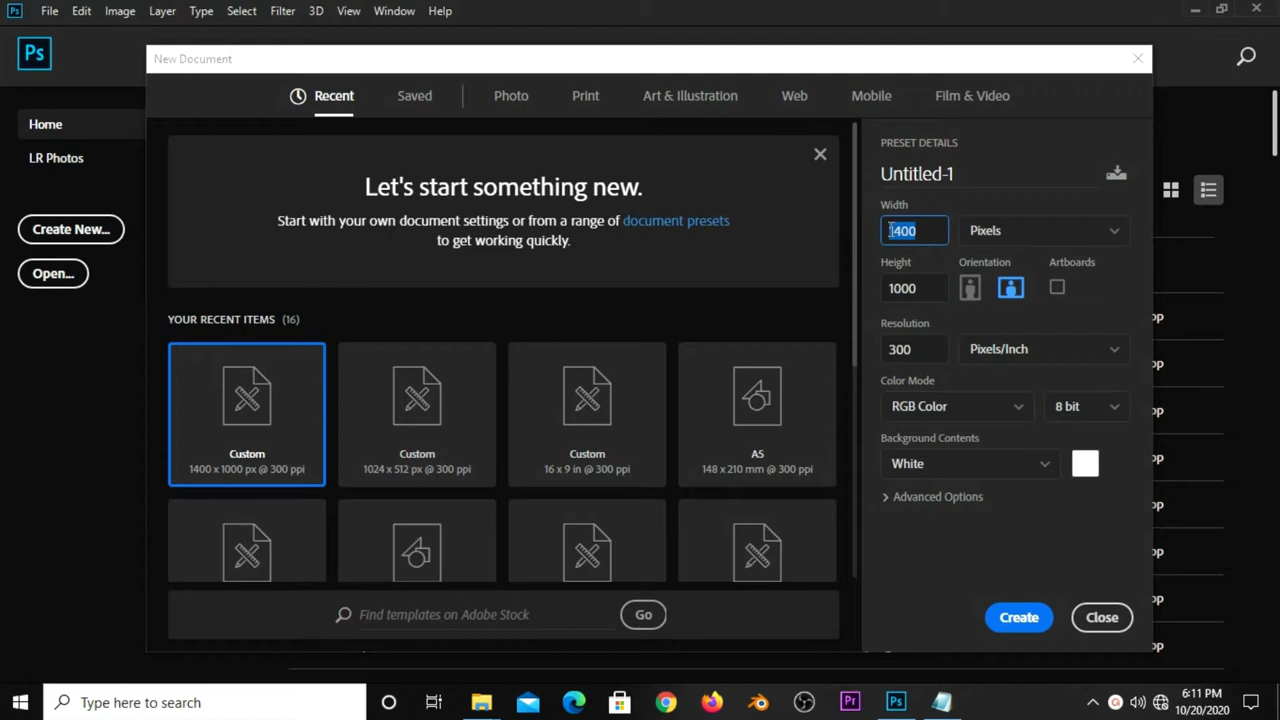 Ps File Edit Image Layer Type Select Filter 3D View Window Help
Ps
New Document
Recent Saved Photo Print Art & Illustration Web Mobile Film & Video
Home
LR Photos
Create New...
Open...
Let's start something new.
Start with your own document settings or from a range of document presets
to get working quickly.
YOUR RECENT ITEMS (16)
Custom
1400 x 1000 px @ 300 ppi
Custom
1024 x 512 px @ 300 ppi
Custom
16 x 9 in @ 300 ppi
A5
148 x 210 mm @ 300 ppi
Find templates on Adobe Stock
Go
PRESET DETAILS
Untitled-1
Width
1400 Pixels
Height Orientation Artboards
1000
Resolution
300 Pixels/Inch
Color Mode
RGB Color 8 bit
Background Contents
White
Advanced Options
Create Close
Type here to search
Pr Ps
6:11 PM
10/20/2020